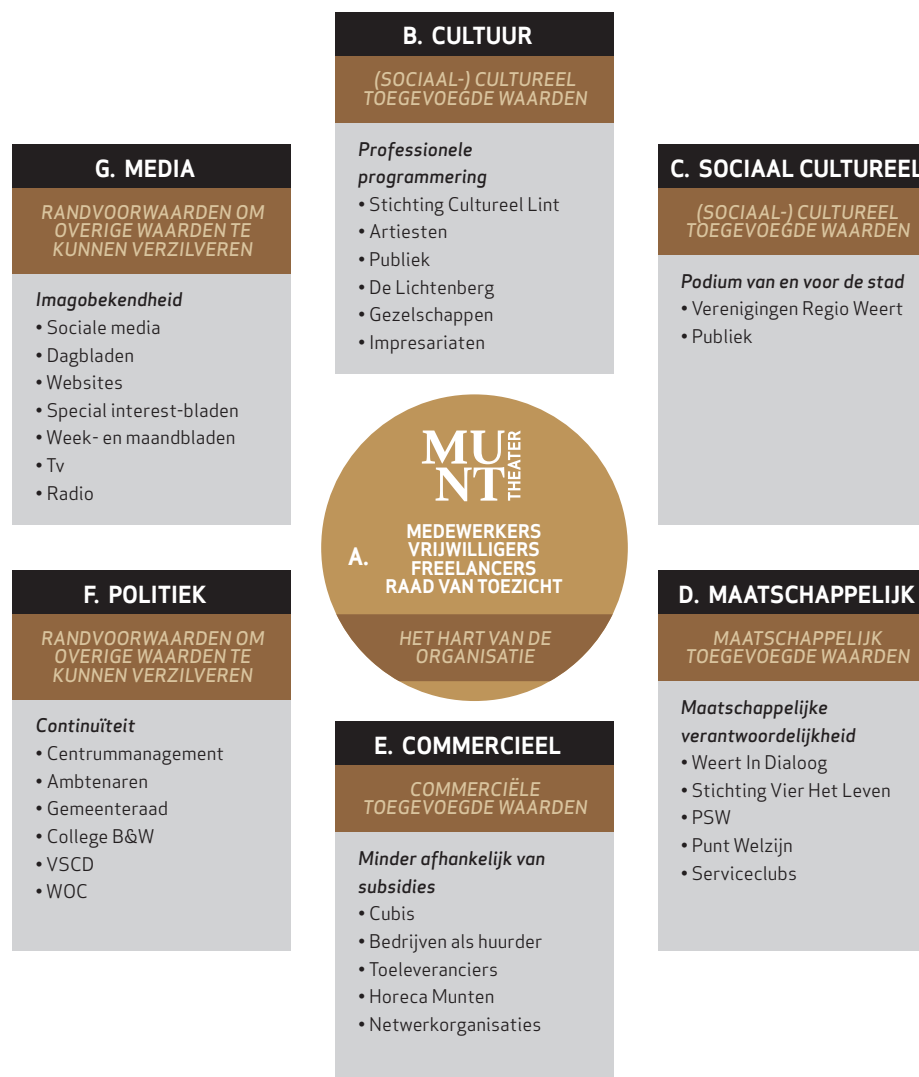 B. CULTUUR
(SOCIAAL-) CULTUREEL
TOEGEVOEGDE WAARDEN
Professionele
programmering
• Stichting Cultureel Lint
• Artiesten
• Publiek
• De Lichtenberg
• Gezelschappen
• Impresariaten
G. MEDIA
RANDVOORWAARDEN OM
OVERIGE WAARDEN TE
KUNNEN VERZILVEREN
Imagobekendheid
• Sociale media
• Dagbladen
• Websites
• Special interest-bladen
• Week- en maandbladen
• Tv
• Radio
C. SOCIAAL CULTUREEL
(SOCIAAL-) CULTUREEL
TOEGEVOEGDE WAARDEN
Podium van en voor de stad
• Verenigingen Regio Weert
• Publiek
MUNT
THEATER
A.
MEDEWERKERS
VRIJWILLIGERS
FREELANCERS
RAAD VAN TOEZICHT
HET HART VAN DE
ORGANISATIE
F. POLITIEK
RANDVOORWAARDEN OM
OVERIGE WAARDEN TE
KUNNEN VERZILVEREN
Continuïteit
• Centrummanagement
• Ambtenaren
• Gemeenteraad
• College B&W
• VSCD
• WOC
D. MAATSCHAPPELIJK
MAATSCHAPPELIJK
TOEGEVOEGDE WAARDEN
Maatschappelijke
verantwoordelijkheid
• Weert In Dialoog
• Stichting Vier Het Leven
• PSW
• Punt Welzijn
• Serviceclubs
E. COMMERCIEEL
COMMERCIËLE
TOEGEVOEGDE WAARDEN
Minder afhankelijk van
subsidies
• Cubis
• Bedrijven als huurder
• Toeleveranciers
• Horeca Munten
• Netwerkorganisaties